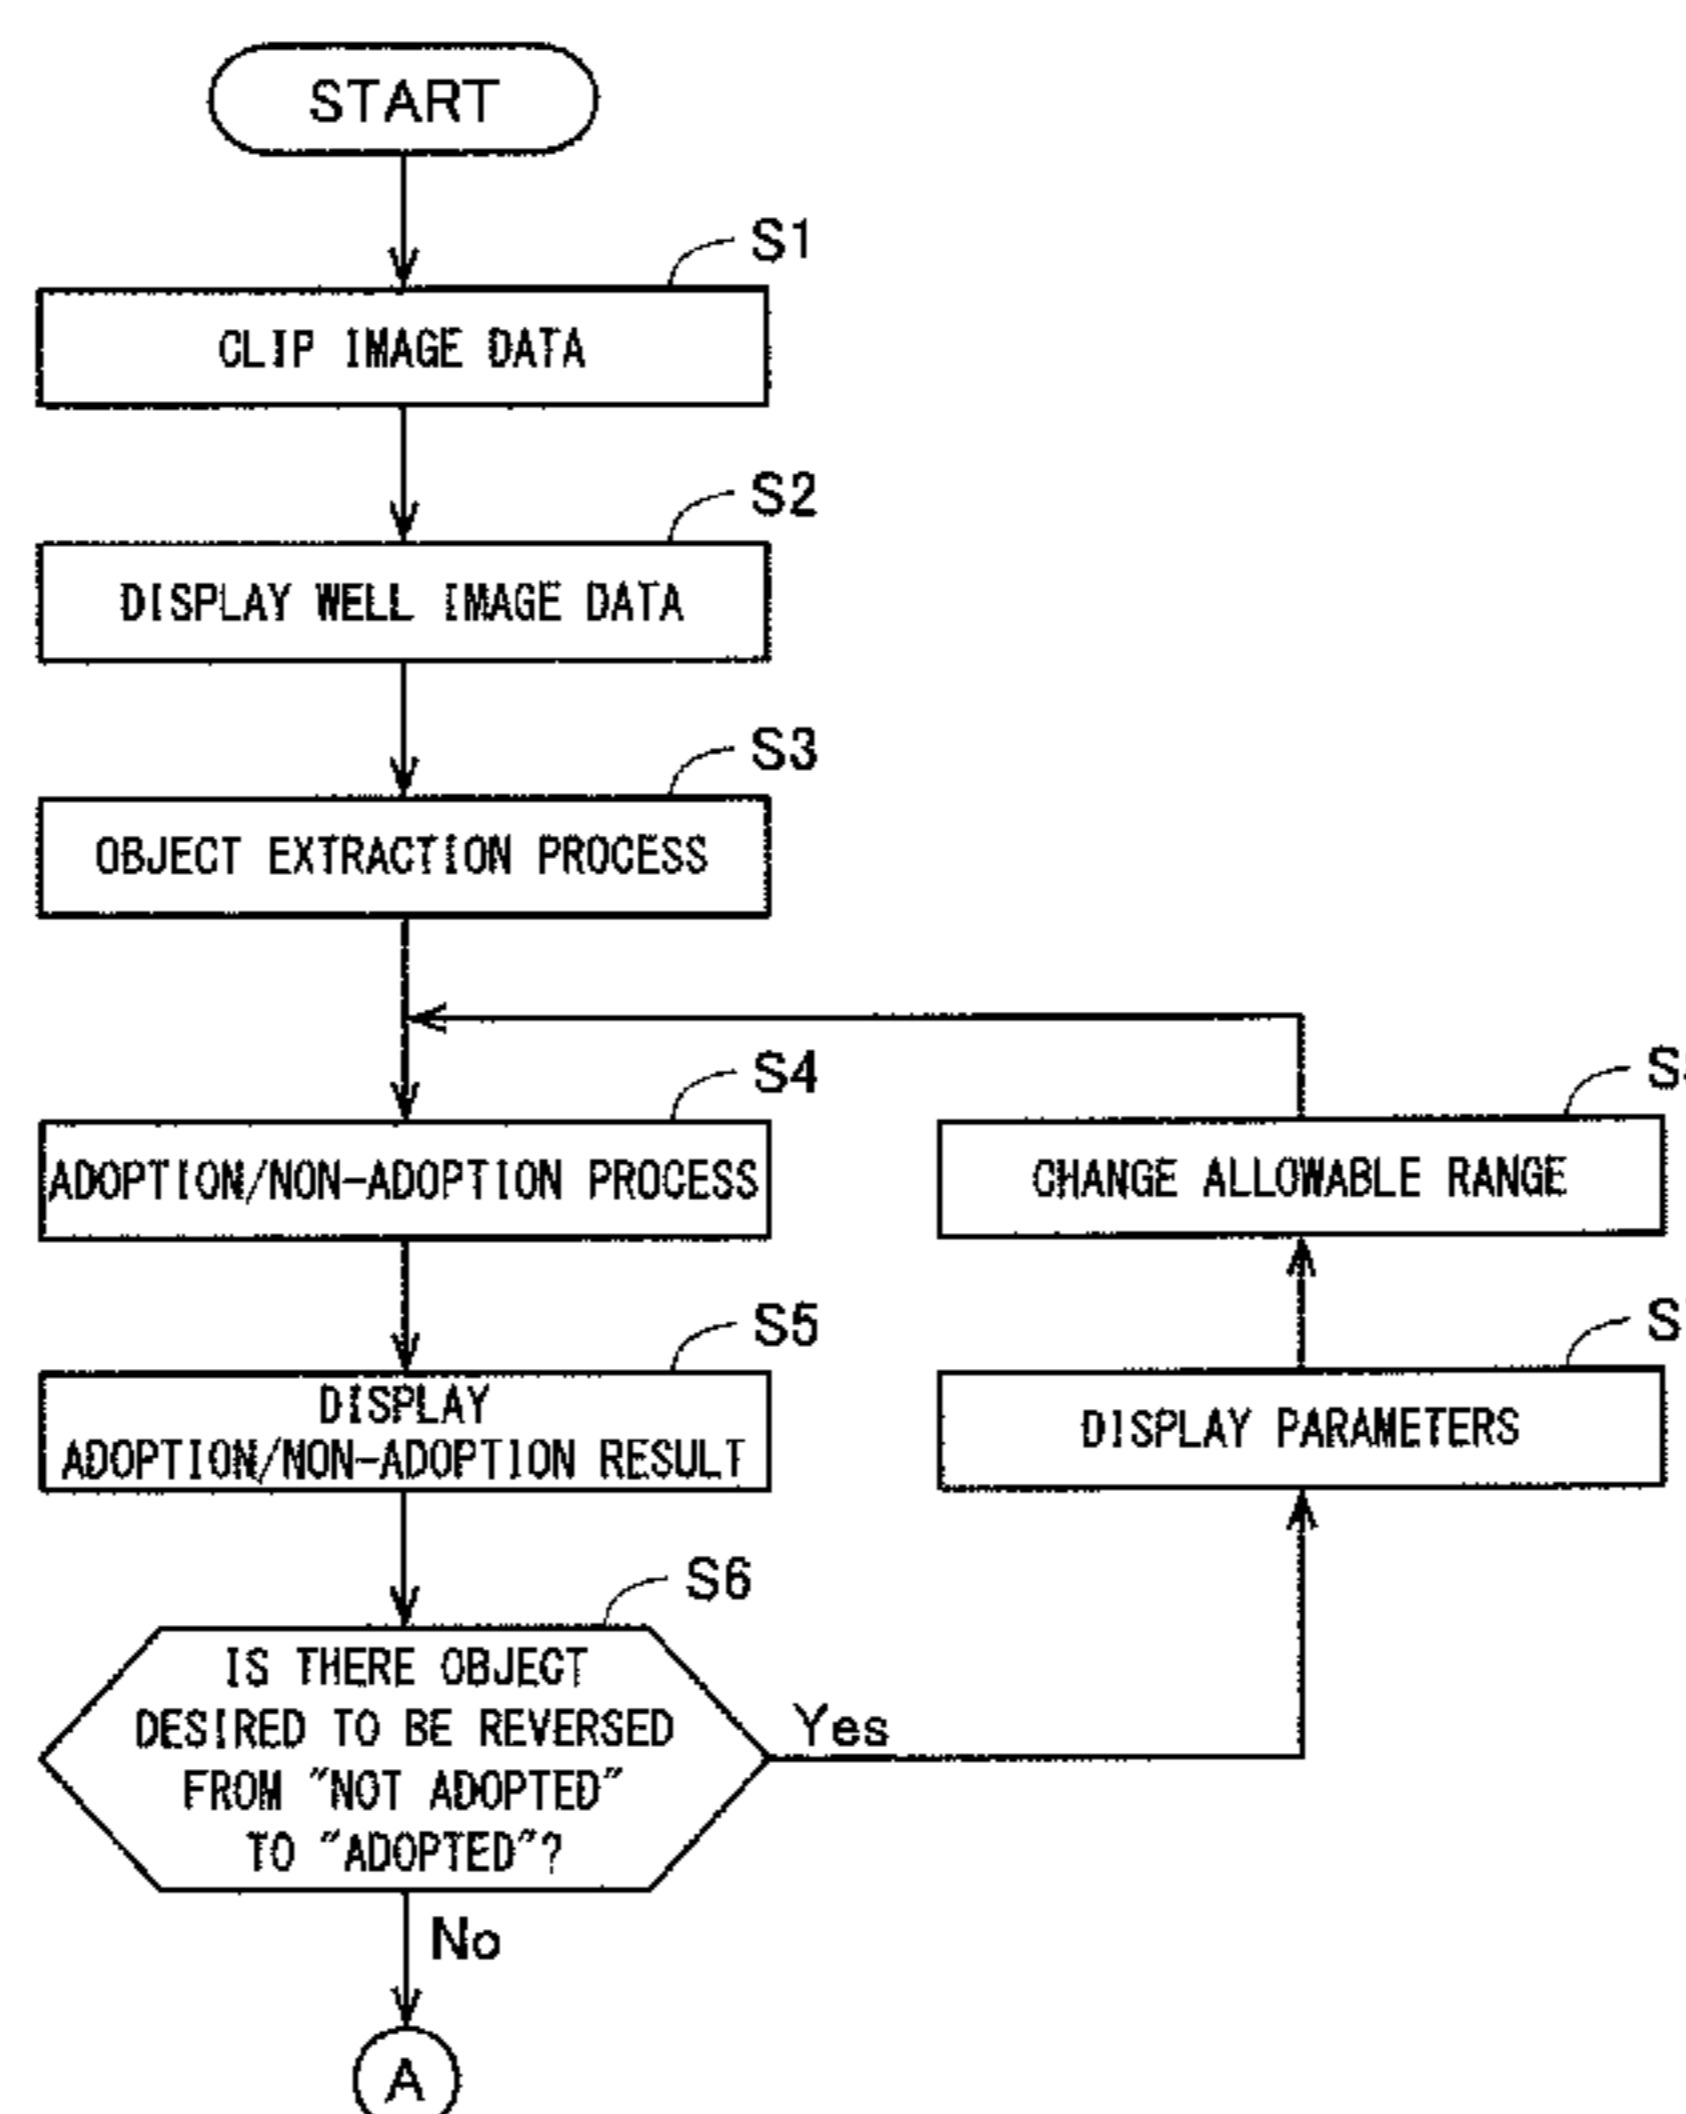 START
S1
CLIP IMAGE DATA
S2
DISPLAY WELL IMAGE DATA
S3
OBJECT EXTRACTION PROCESS
S4
ADOPTION/NON-ADOPTION PROCESS
CHANGE ALLOWABLE RANGE
S5
DISPLAY
ADOPTION/NON-ADOPTION RESULT
DISPLAY PARAMETERS
S6
IS THERE OBJECT
DESIRED TO BE REVERSED
FROM "NOT ADOPTED"
TO "ADOPTED"?
Yes
No
A